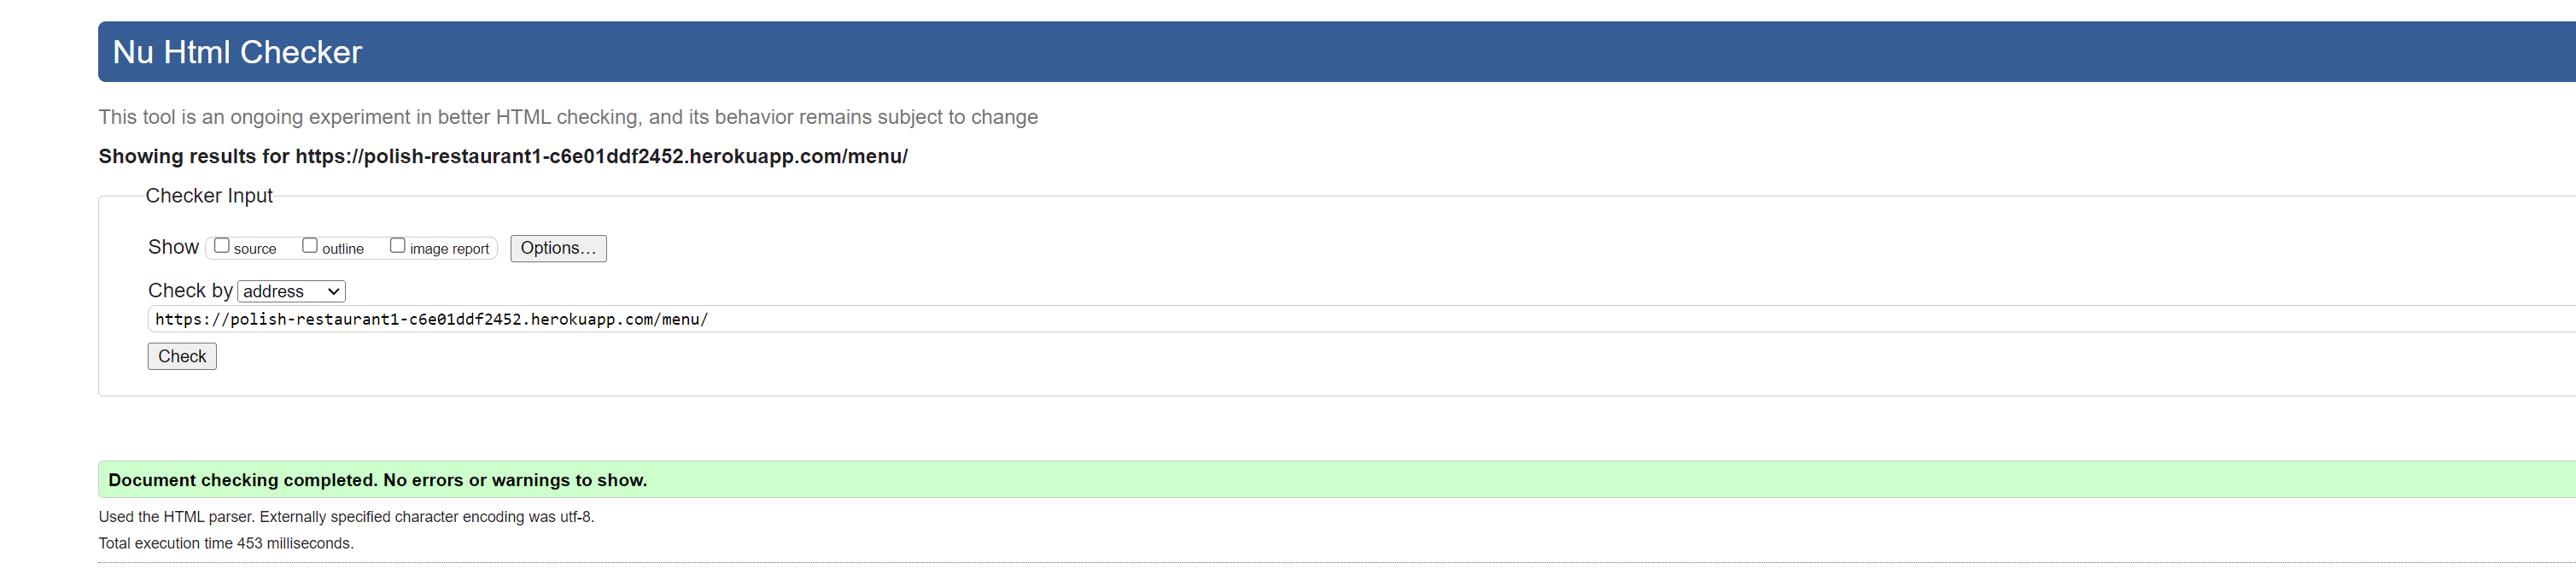 Nu Html Checker
This tool is an ongoing experiment in better HTML checking, and its behavior remains subject to change
Showing results for https://polish-restaurant1-c6e01ddf2452.herokuapp.com/menu/
Checker Input
Show source outline image report Options...
Check by address
https://polish-restaurant1-c6e01ddf2452.herokuapp.com/menu/
Check
Document checking completed. No errors or warnings to show.
Used the HTML parser. Externally specified character encoding was utf-8.
Total execution time 453 milliseconds.